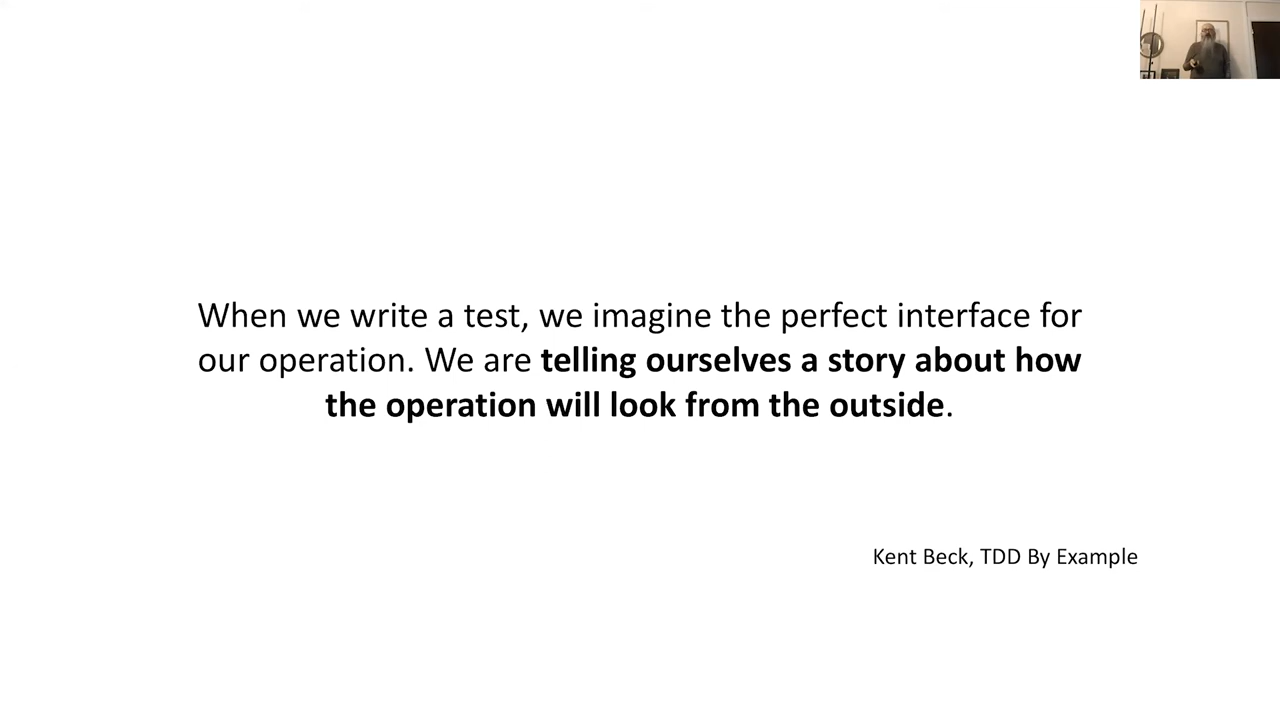 When we write a test, we imagine the perfect interface for
our operation. We are telling ourselves a story about how
the operation will look from the outside.
Kent Beck, TDD By Example